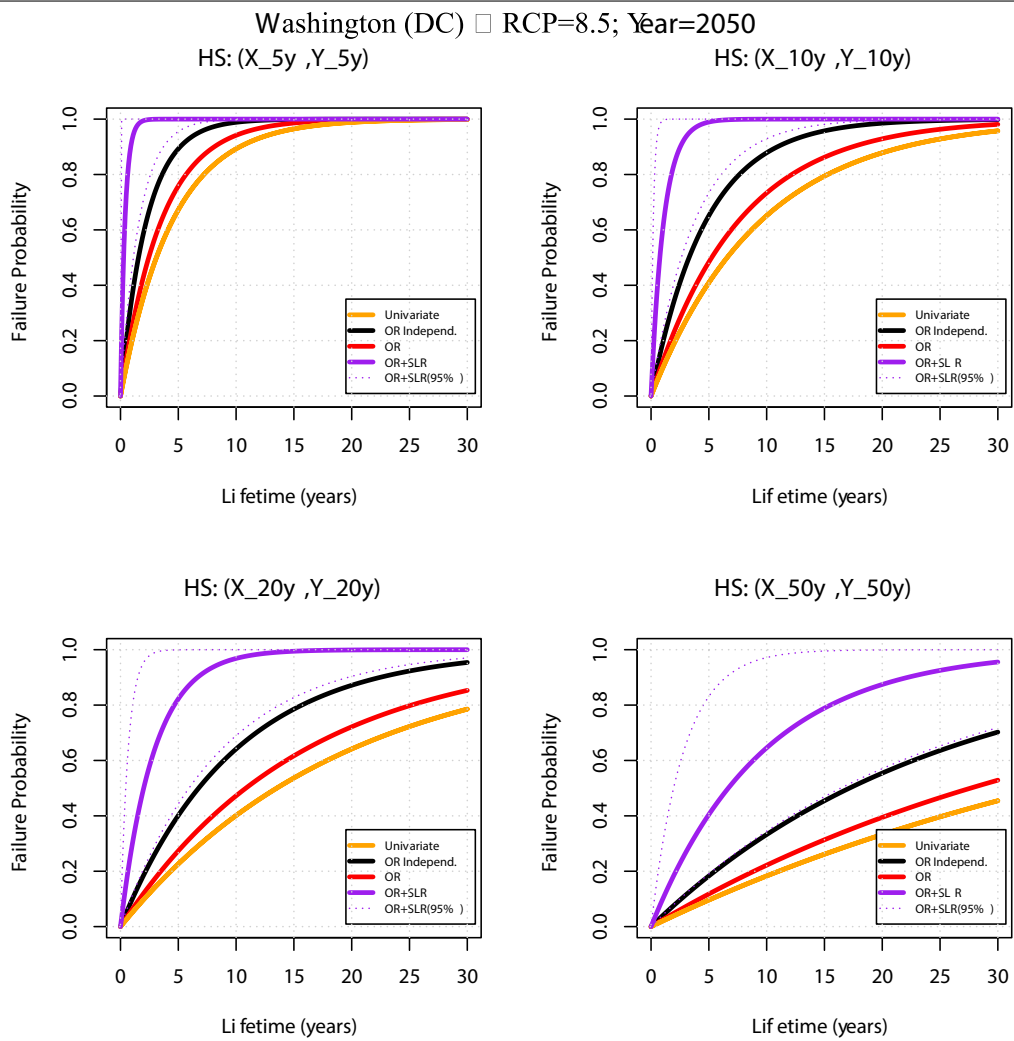 Washington (DC) □ RCP=8.5; Year=2050
HS: (X_5y ,Y_5y)
Failure Probability
0.0 0.2 0.4 0.6 0.8 1.0
Univariate
OR Independ.
OR
OR+SLR
OR+SLR(95% )
0 5 10 15 20 25 30
Li fetime (years)
HS: (X_10y ,Y_10y)
Failure Probability
0.0 0.2 0.4 0.6 0.8 1.0
Univariate
OR Independ.
OR
OR+SL R
OR+SLR(95% )
0 5 10 15 20 25 30
Lif etime (years)
HS: (X_20y ,Y_20y)
Failure Probability
0.0 0.2 0.4 0.6 0.8 1.0
Univariate
OR Independ.
OR
OR+SLR
OR+SLR(95% )
0 5 10 15 20 25 30
Li fetime (years)
HS: (X_50y ,Y_50y)
Failure Probability
0.0 0.2 0.4 0.6 0.8 1.0
Univariate
OR Independ.
OR
OR+SL R
OR+SLR(95% )
0 5 10 15 20 25 30
Lif etime (years)